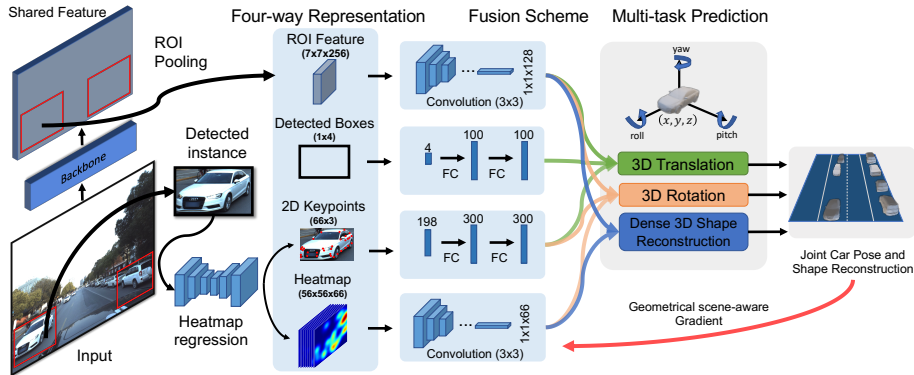 Shared Feature
ROI
Pooling
Backbone
Detected
instance
Input
Heatmap
regression
Four-way Representation
ROI Feature
(7x7x256)
Detected Boxes
(1x4)
2D Keypoints
(66x3)
Heatmap
(56x56x66)
Fusion Scheme
...
1x1x128
Convolution (3x3)
4
100
100
FC
FC
198
300
300
FC
FC
...
1x1x66
Convolution (3x3)
Multi-task Prediction
yaw
roll
(x, y, z)
pitch
3D Translation
3D Rotation
Dense 3D Shape
Reconstruction
Joint Car Pose and
Shape Reconstruction
Geometrical scene-aware
Gradient